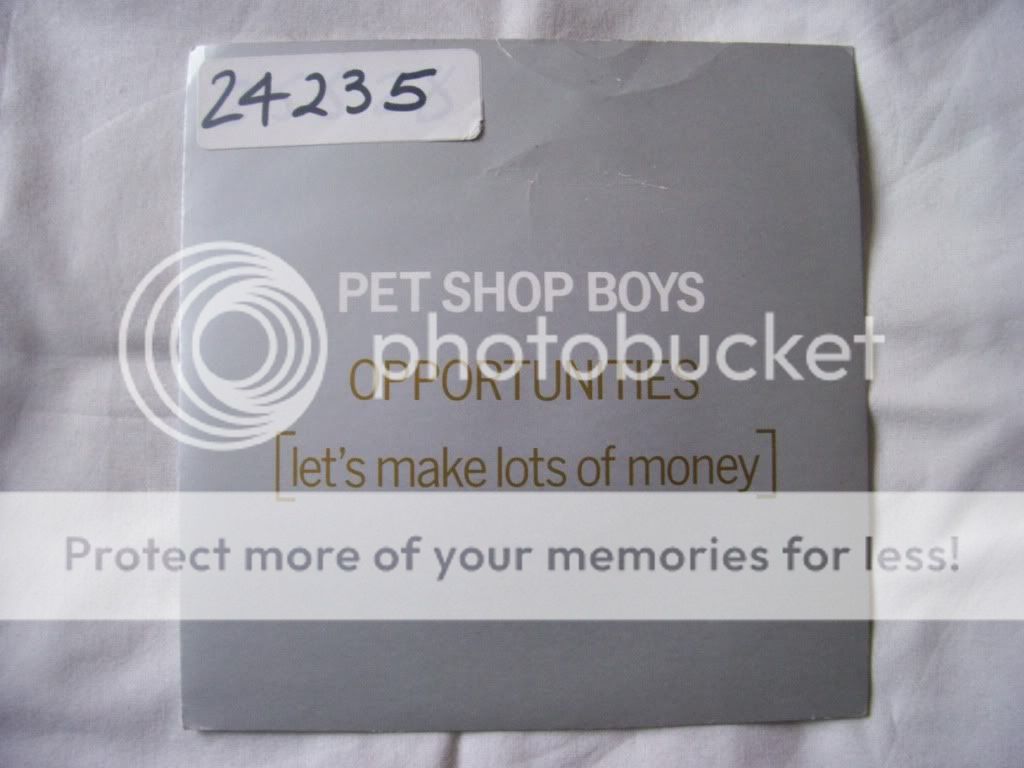 24235
PET SHOP BOYS
photobucket
OPPORTUNITIES
[let's make lots of money]
Protect more of your memories for less!